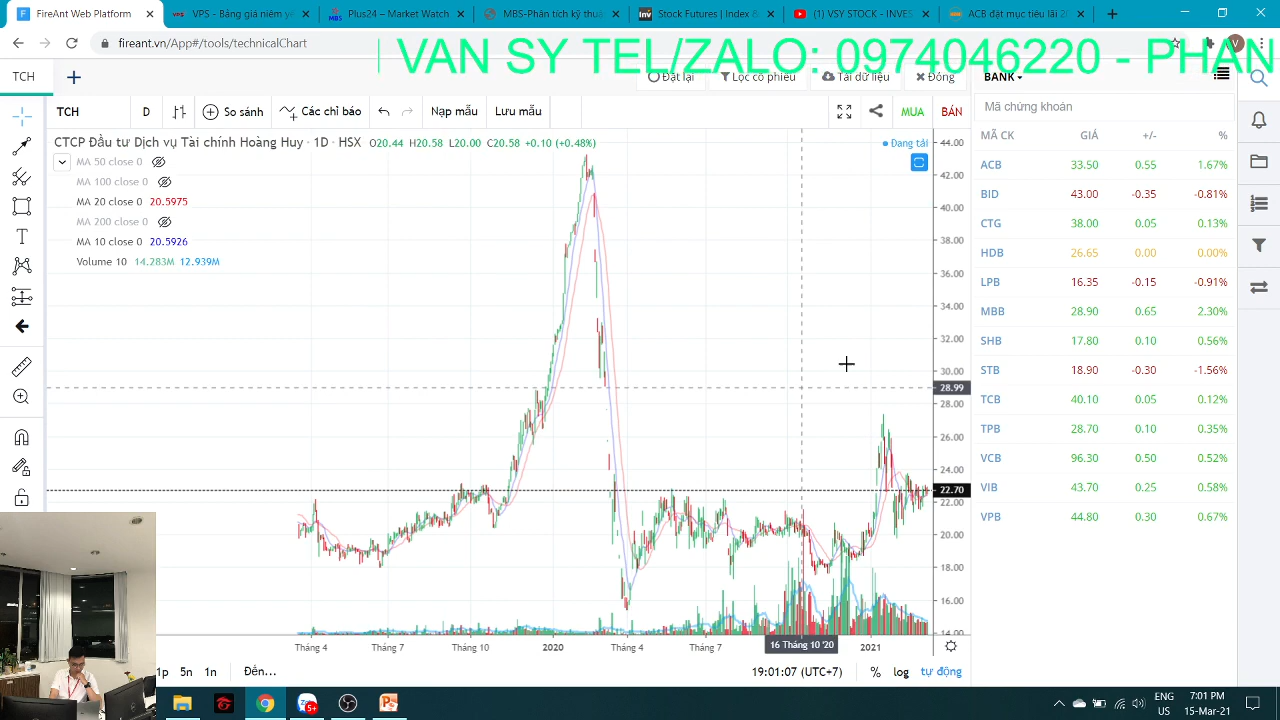 FireAnt - Không chỉ
VPS - Bảng giá niêm yế
Plus24 – Market Watch
MBS-Phân tích kỹ thuậ
Stock Futures | Index &
(1) VSY STOCK - INVES
ACB đặt mục tiêu lãi 20
fireant.vn/App#/tools/technicalChart
VAN SY TEL/ZALO: 0974046220 - PHAN
TCH
Đặt lại
Lọc cổ phiếu
Tải dữ liệu
Đóng
BANK
TCH
D
So sánh
Các chỉ báo
Nạp mẫu
Lưu mẫu
MUA
BÁN
Mã chứng khoán
CTCP Đầu tư Dịch vụ Tài chính Hoàng Huy · 1D · HSX O20.44 H20.58 L20.00 C20.58 +0.10 (+0.48%)
Đang tải
MA 50 close 0
MA 100 close 0
MA 20 close 0 20.5975
MA 200 close 0
MA 10 close 0 20.5926
Volume 10 14.283M 12.939M
44.00
42.00
40.00
38.00
36.00
34.00
32.00
30.00
28.99
28.00
26.00
24.00
22.70
22.00
20.00
18.00
16.00
14.00
Tháng 4
Tháng 7
Tháng 10
2020
Tháng 4
Tháng 7
16 Tháng 10 '20
2021
1p 5n 1n Đến...
19:01:07 (UTC+7) % log tự động
MÃ CK GIÁ +/- %
ACB 33.50 0.55 1.67%
BID 43.00 -0.35 -0.81%
CTG 38.00 0.05 0.13%
HDB 26.65 0.00 0.00%
LPB 16.35 -0.15 -0.91%
MBB 28.90 0.65 2.30%
SHB 17.80 0.10 0.56%
STB 18.90 -0.30 -1.56%
TCB 40.10 0.05 0.12%
TPB 28.70 0.10 0.35%
VCB 96.30 0.50 0.52%
VIB 43.70 0.25 0.58%
VPB 44.80 0.30 0.67%
ENG
US
7:01 PM
15-Mar-21